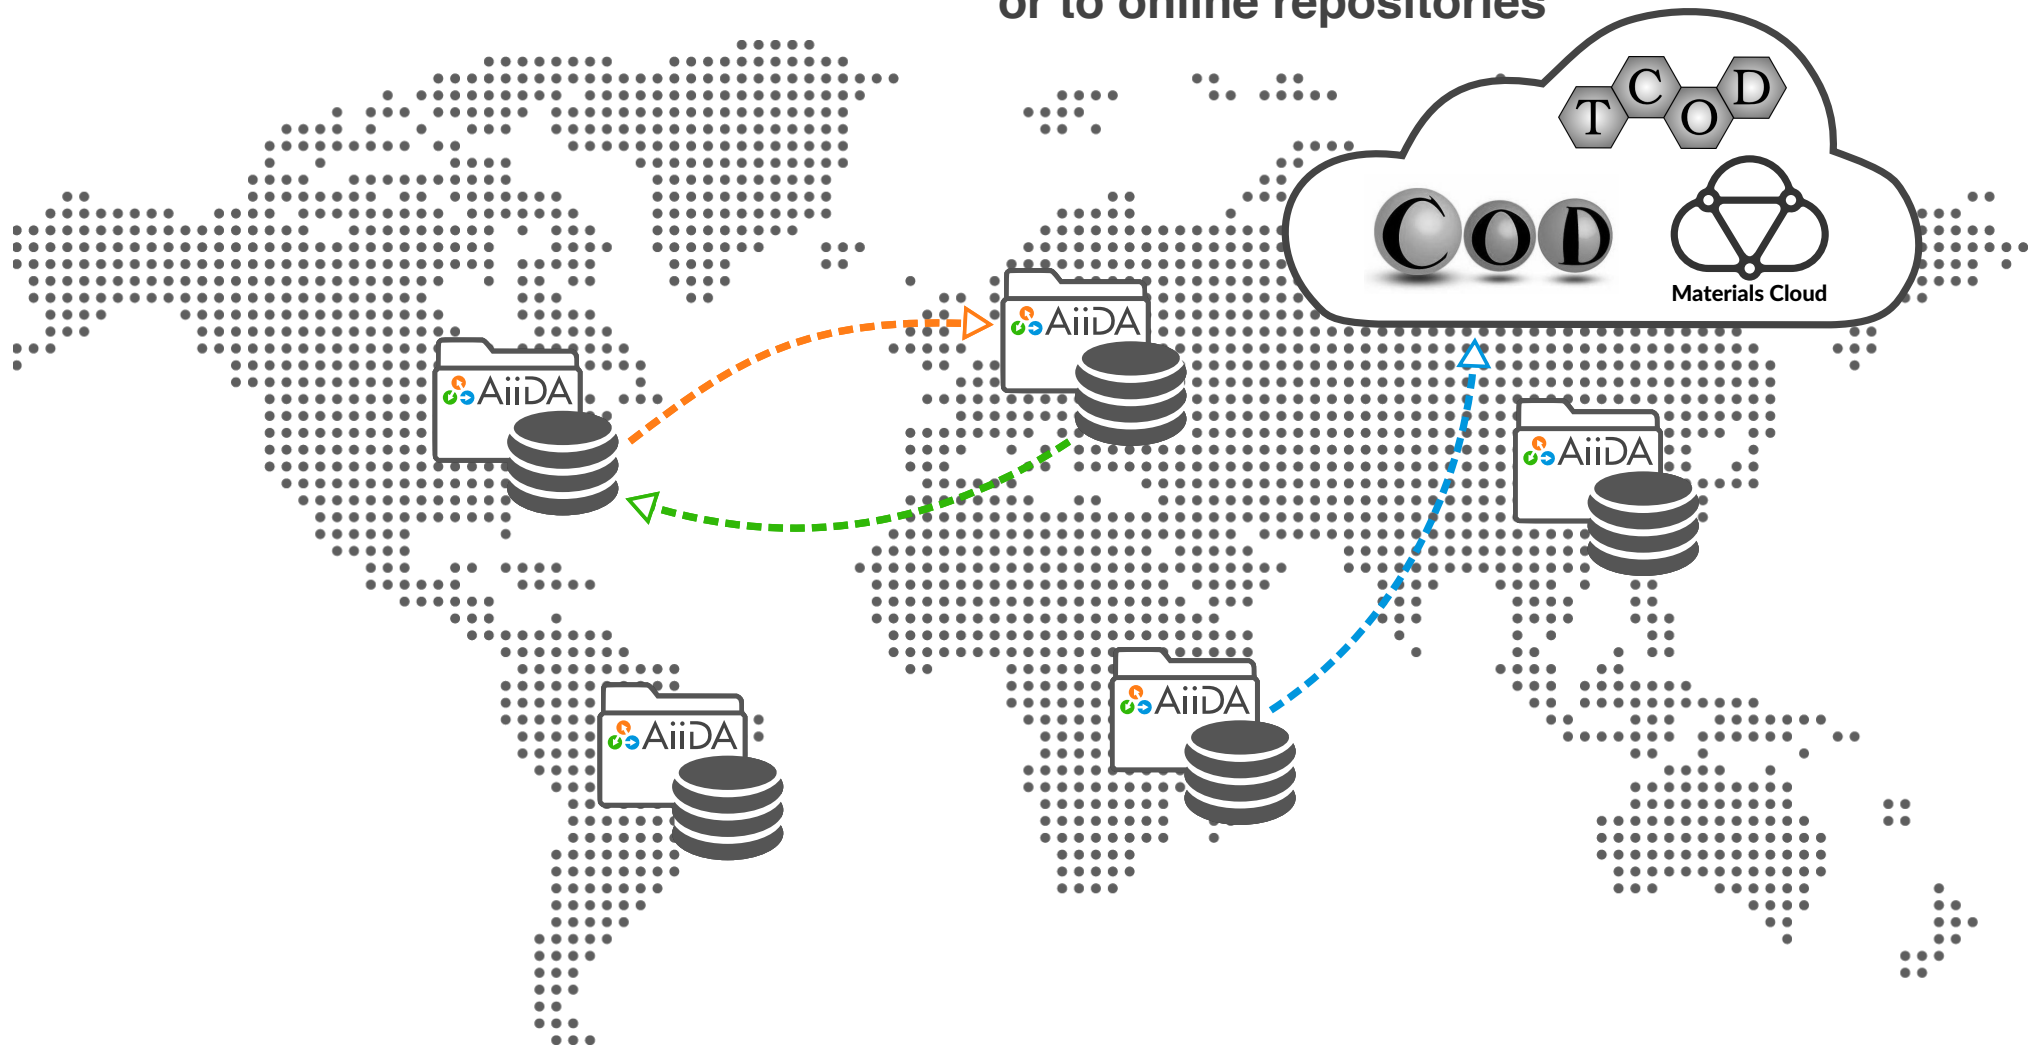 or to online repositories
TCOD
COD
Materials Cloud
AiiDA
AiiDA
AiiDA
AiiDA
AiiDA